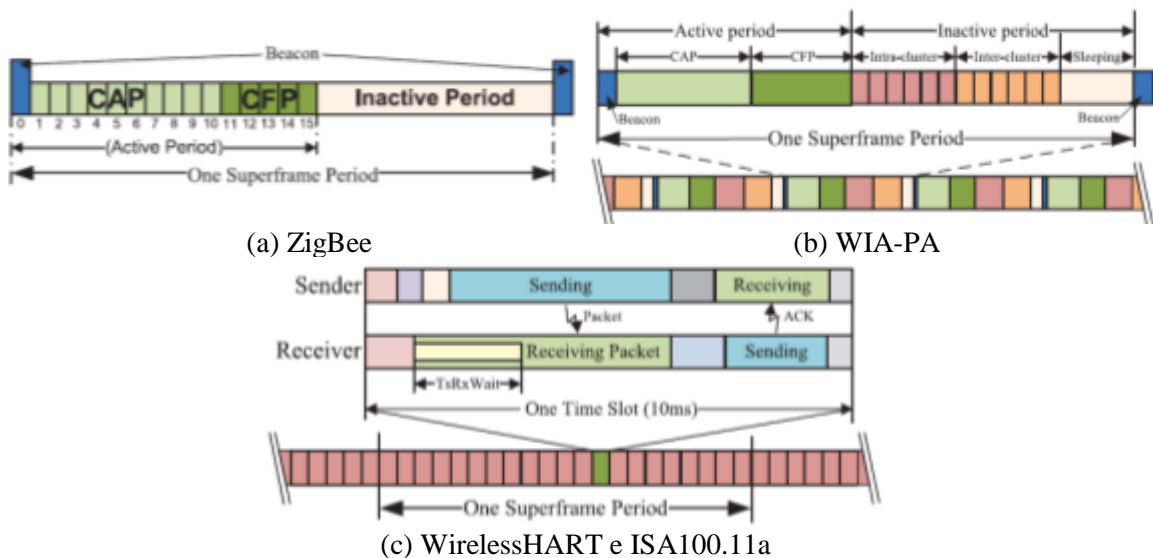 Beacon
CAP CFP Inactive Period
0 1 2 3 4 5 6 7 8 9 10 11 12 13 14 15
(Active Period)
One Superframe Period
(a) ZigBee
Active period Inactive period
CAP CFP Intra-cluster Inter-cluster Sleeping
Beacon Beacon
One Superframe Period
(b) WIA-PA
Sender Sending Receiving
Packet ACK
Receiver Receiving Packet Sending
TsRxWait
One Time Slot (10ms)
One Superframe Period
(c) WirelessHART e ISA100.11a